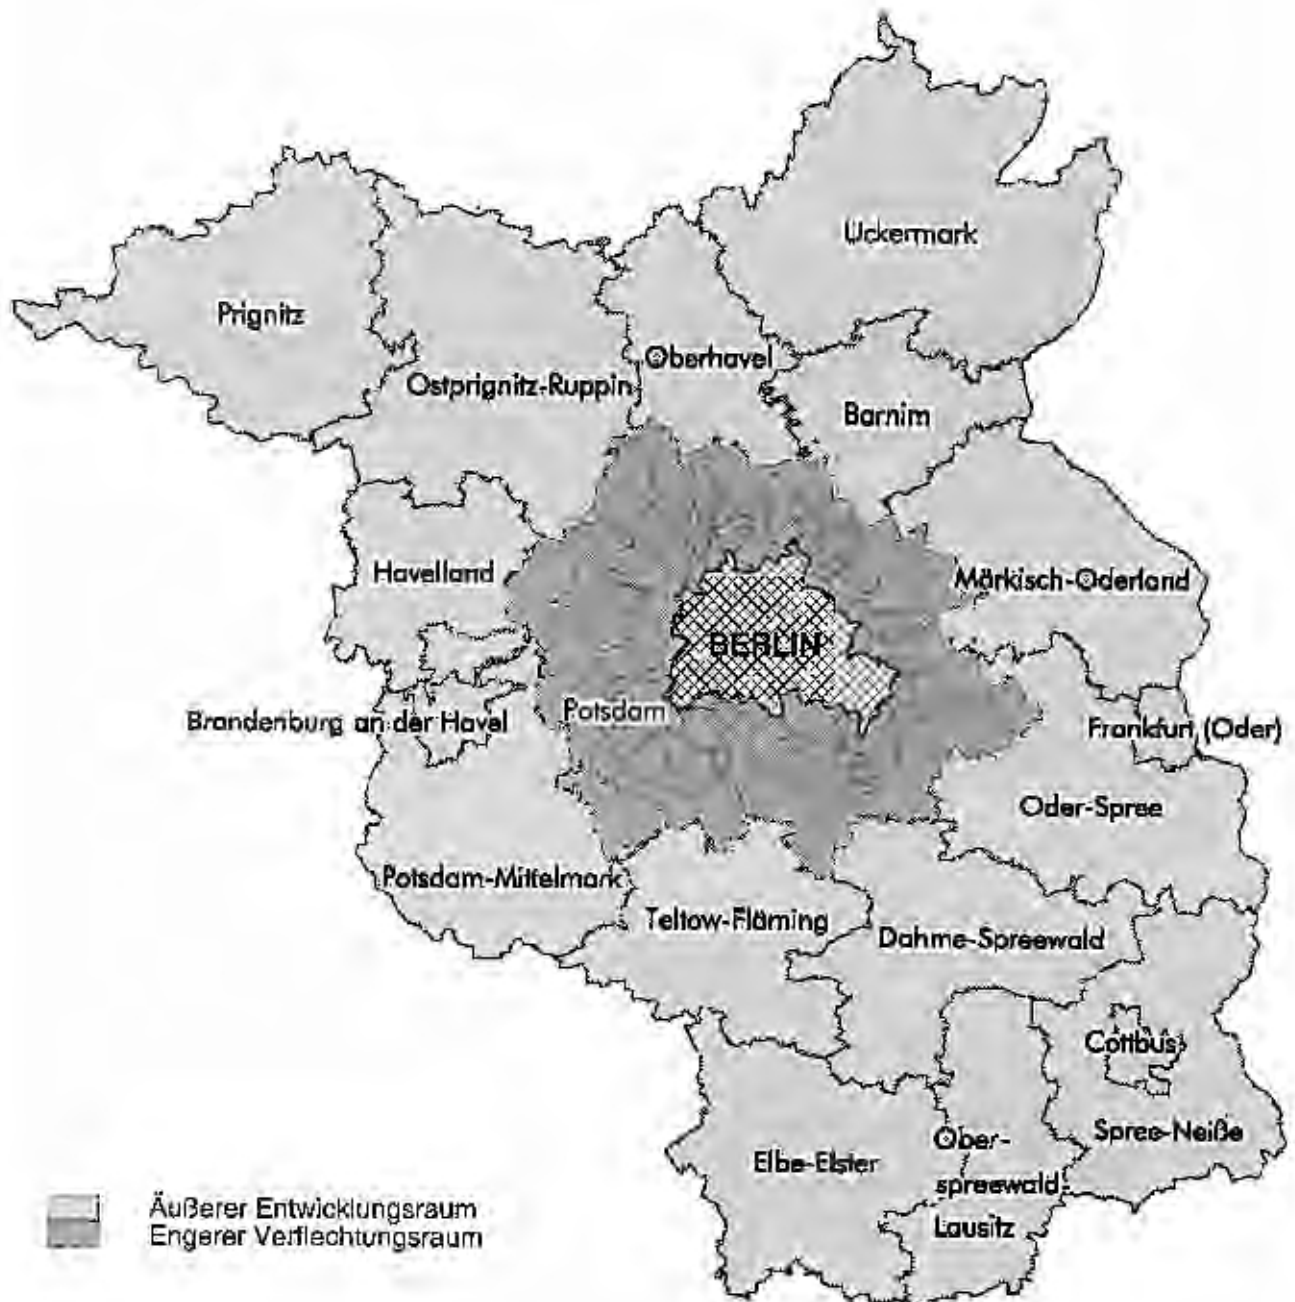 Uckermark
Prignitz
Oberhavel
Ostprignitz-Ruppin
Barnim
Havelland
Märkisch-Oderland
BERLIN
Potsdam
Brandenburg an der Havel
Frankfurt (Oder)
Oder-Spree
Potsdam-Mittelmark
Teltow-Fläming
Dahme-Spreewald
Cottbus
Spree-Neiße
Ober-
spreewald-
Lausitz
Elbe-Elster
Äußerer Entwicklungsraum
Engerer Verflechtungsraum